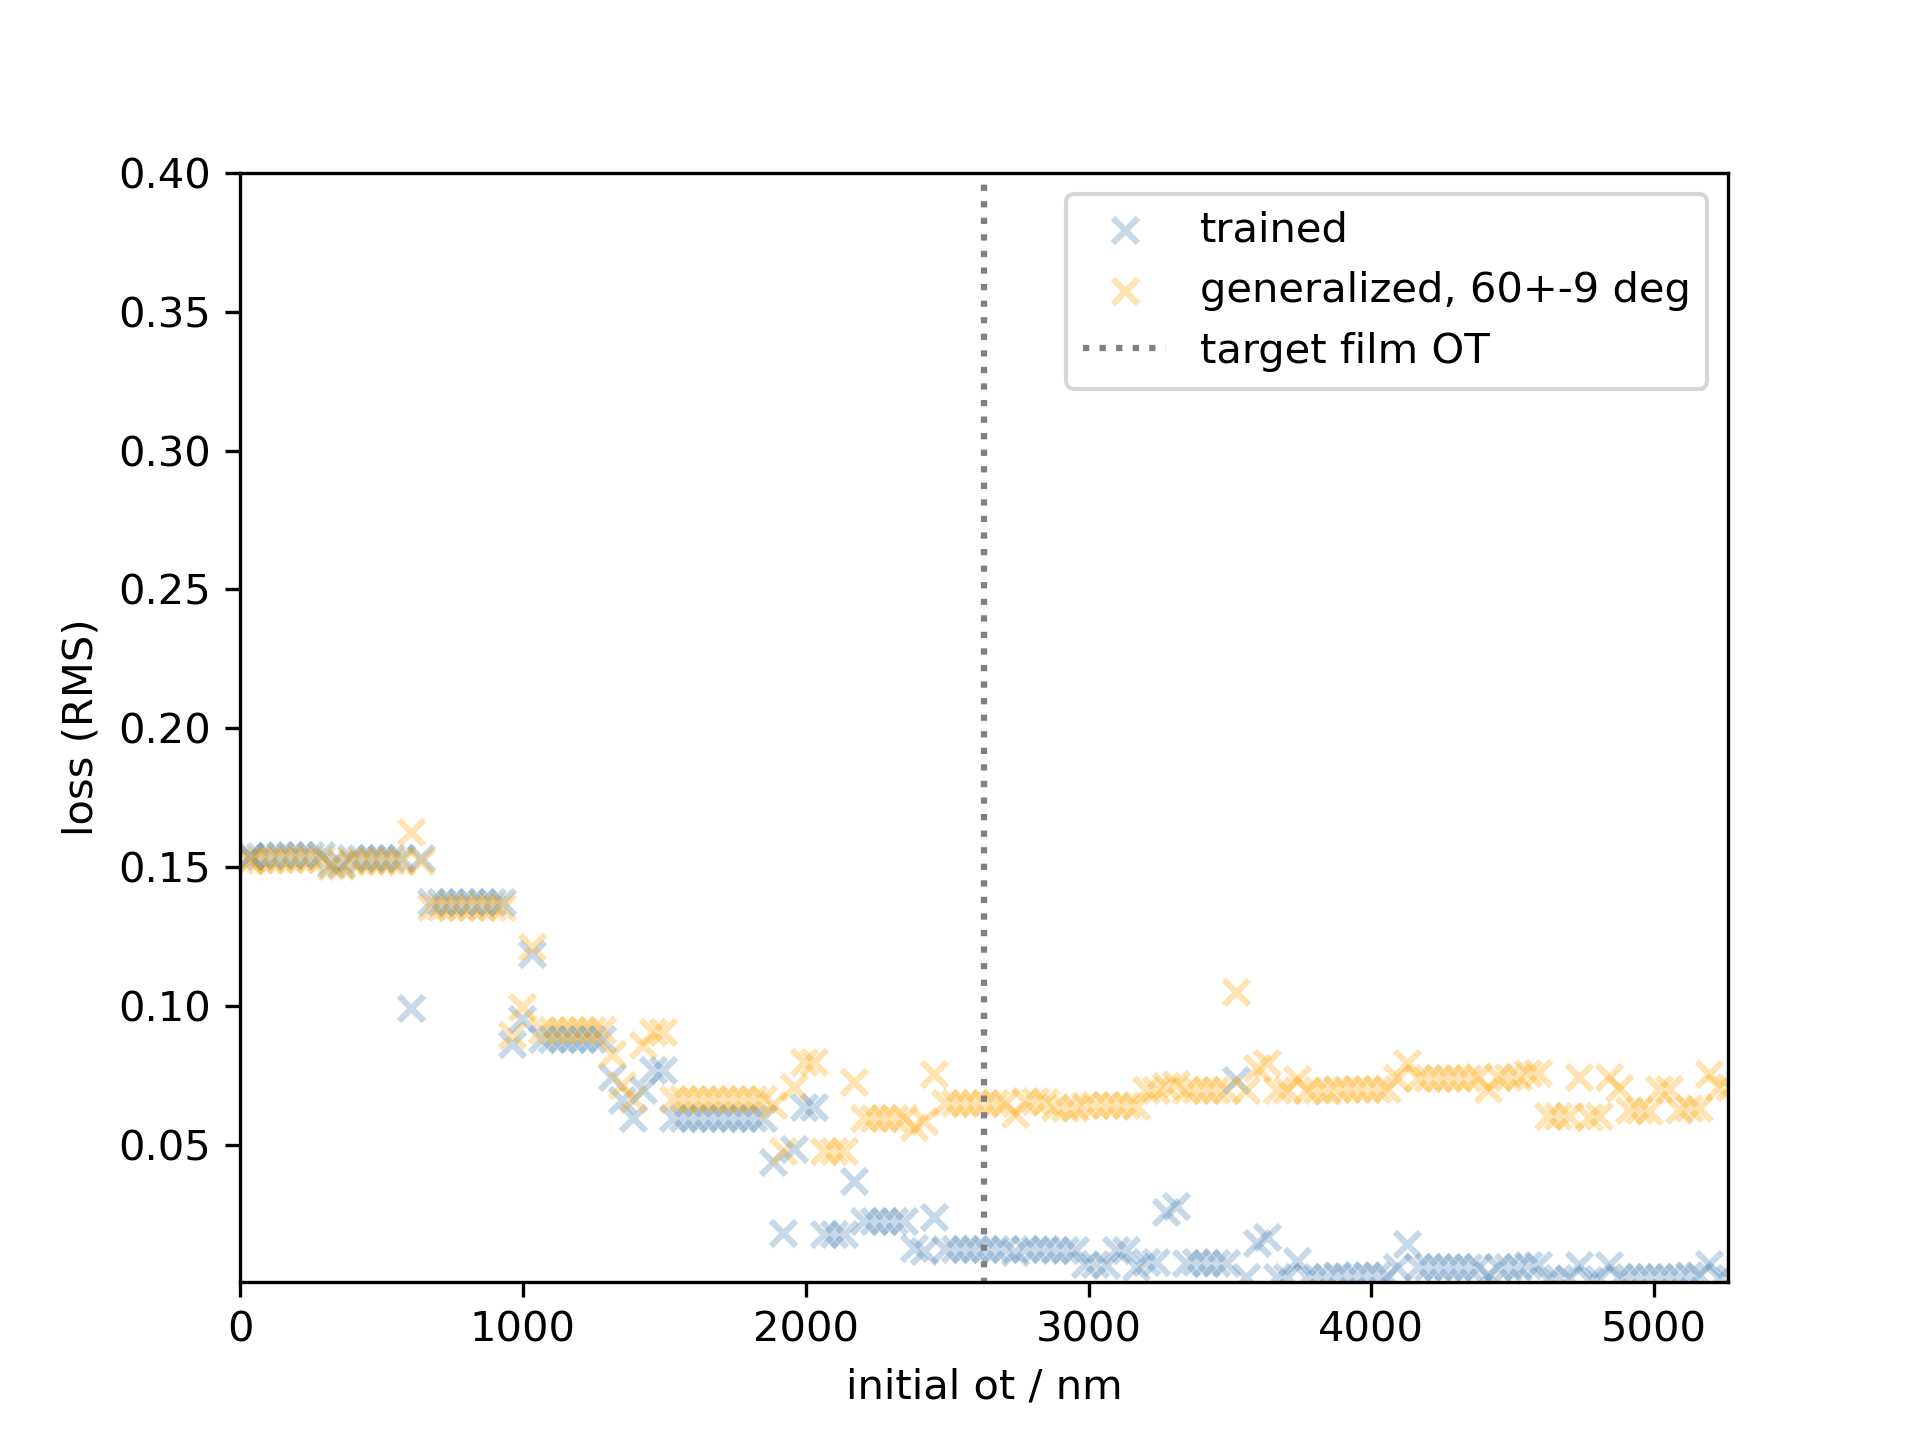 0.40
0.35
0.30
0.25
0.20
0.15
0.10
0.05
loss (RMS)
trained
generalized, 60+-9 deg
target film OT
0 1000 2000 3000 4000 5000
initial ot / nm